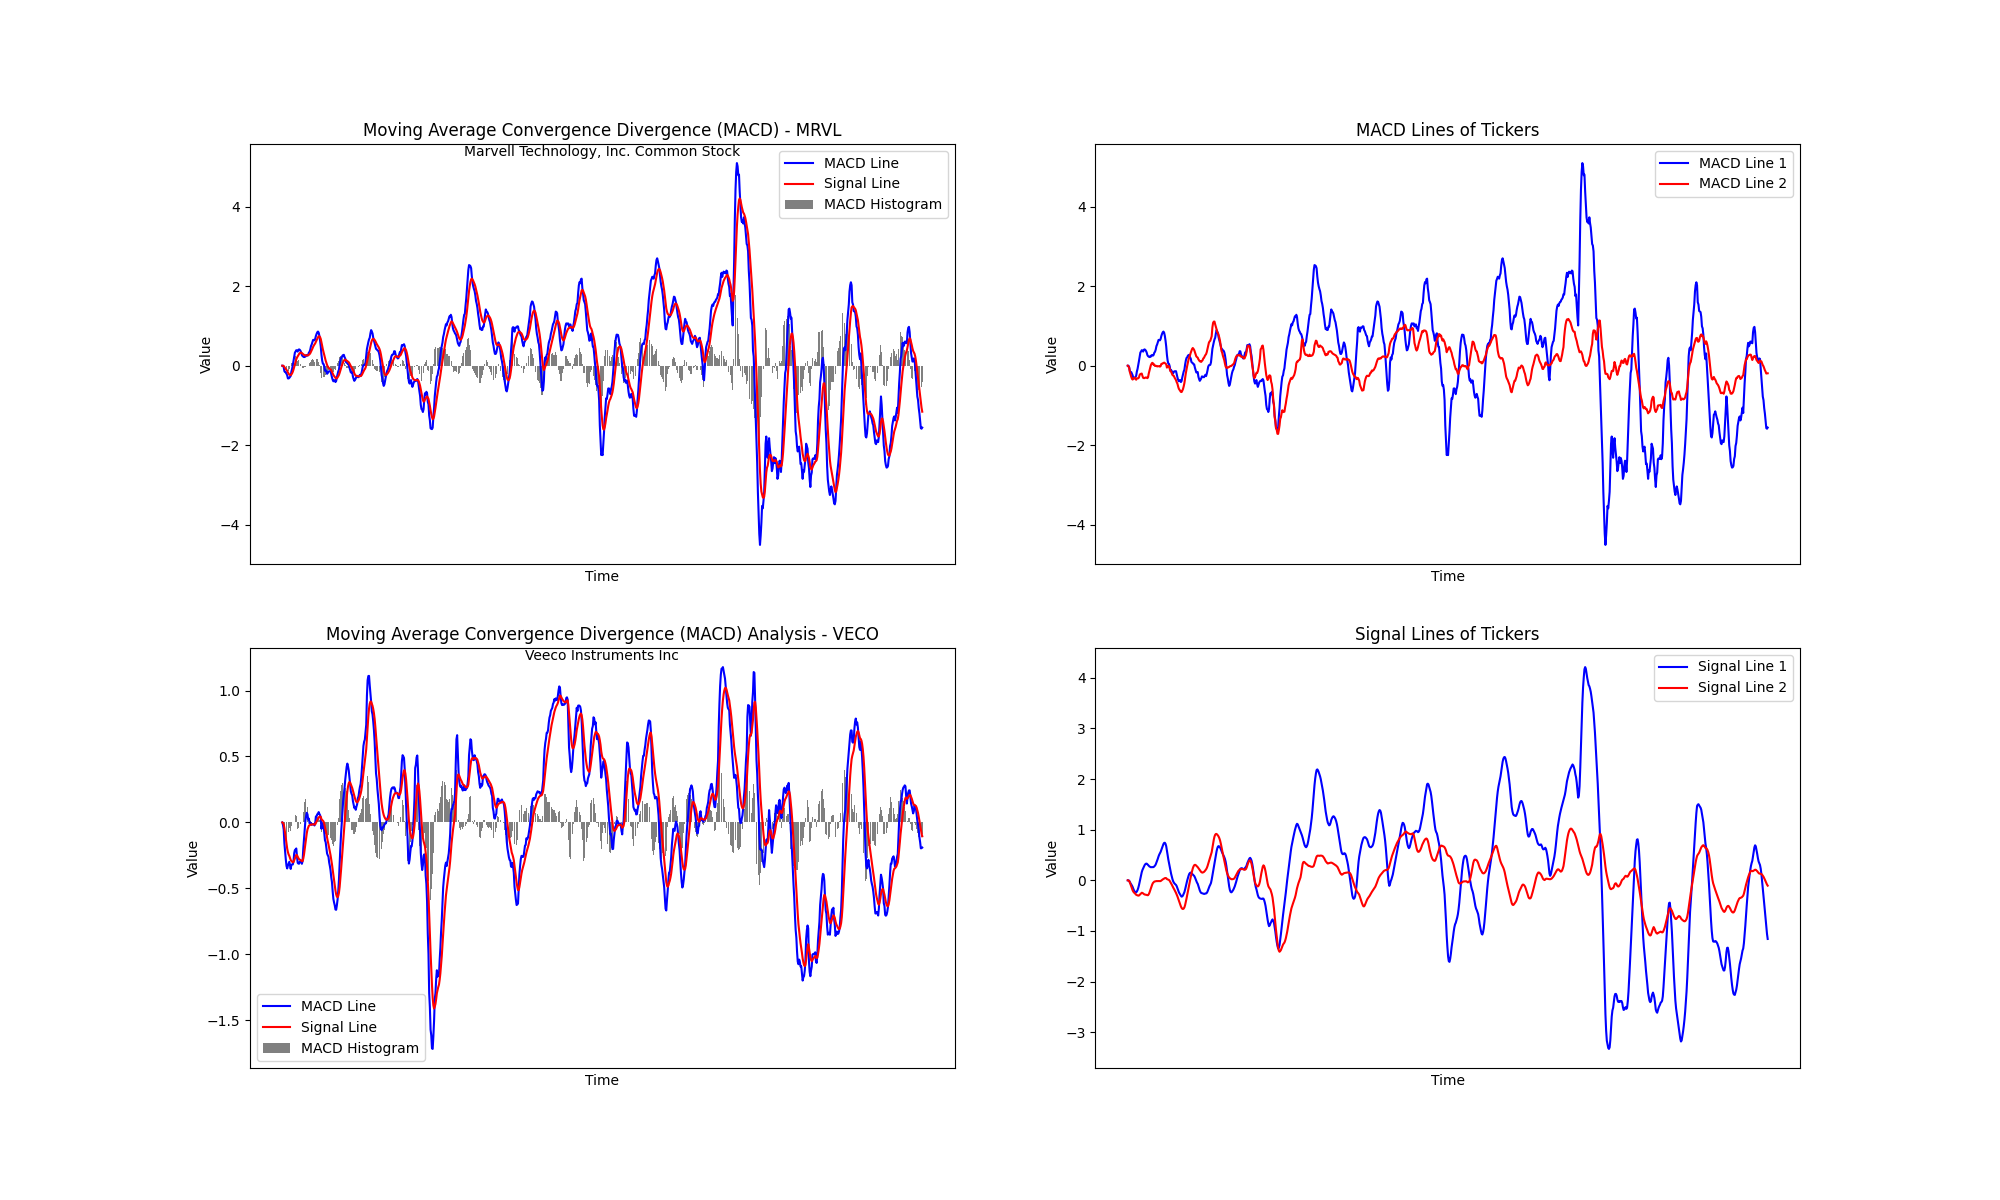 Moving Average Convergence Divergence (MACD) - MRVL
Marvell Technology, Inc. Common Stock
MACD Line
Signal Line
MACD Histogram
4
2
0
−2
−4
Value
Time
MACD Lines of Tickers
MACD Line 1
MACD Line 2
4
2
0
−2
−4
Value
Time
Moving Average Convergence Divergence (MACD) Analysis - VECO
Veeco Instruments Inc
1.0
0.5
0.0
−0.5
−1.0
−1.5
Value
MACD Line
Signal Line
MACD Histogram
Time
Signal Lines of Tickers
Signal Line 1
Signal Line 2
4
3
2
1
0
−1
−2
−3
Value
Time